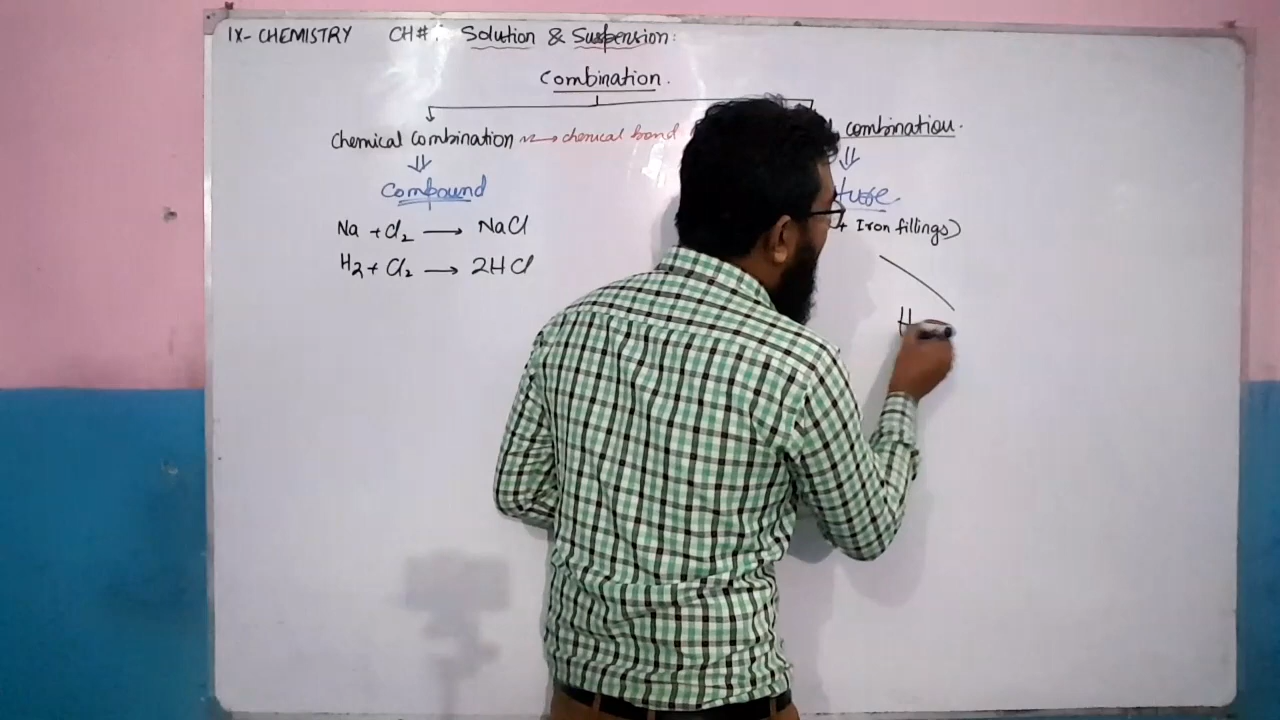 IX- CHEMISTRY CH#: Solution & Suspension:
Combination.
Chemical combination ⟶ chemical bond
combination.
⇓ ⇓
Compound
Na + Cl₂ ⟶ NaCl
+ Iron fillings)
H₂ + Cl₂ ⟶ 2HCl
H